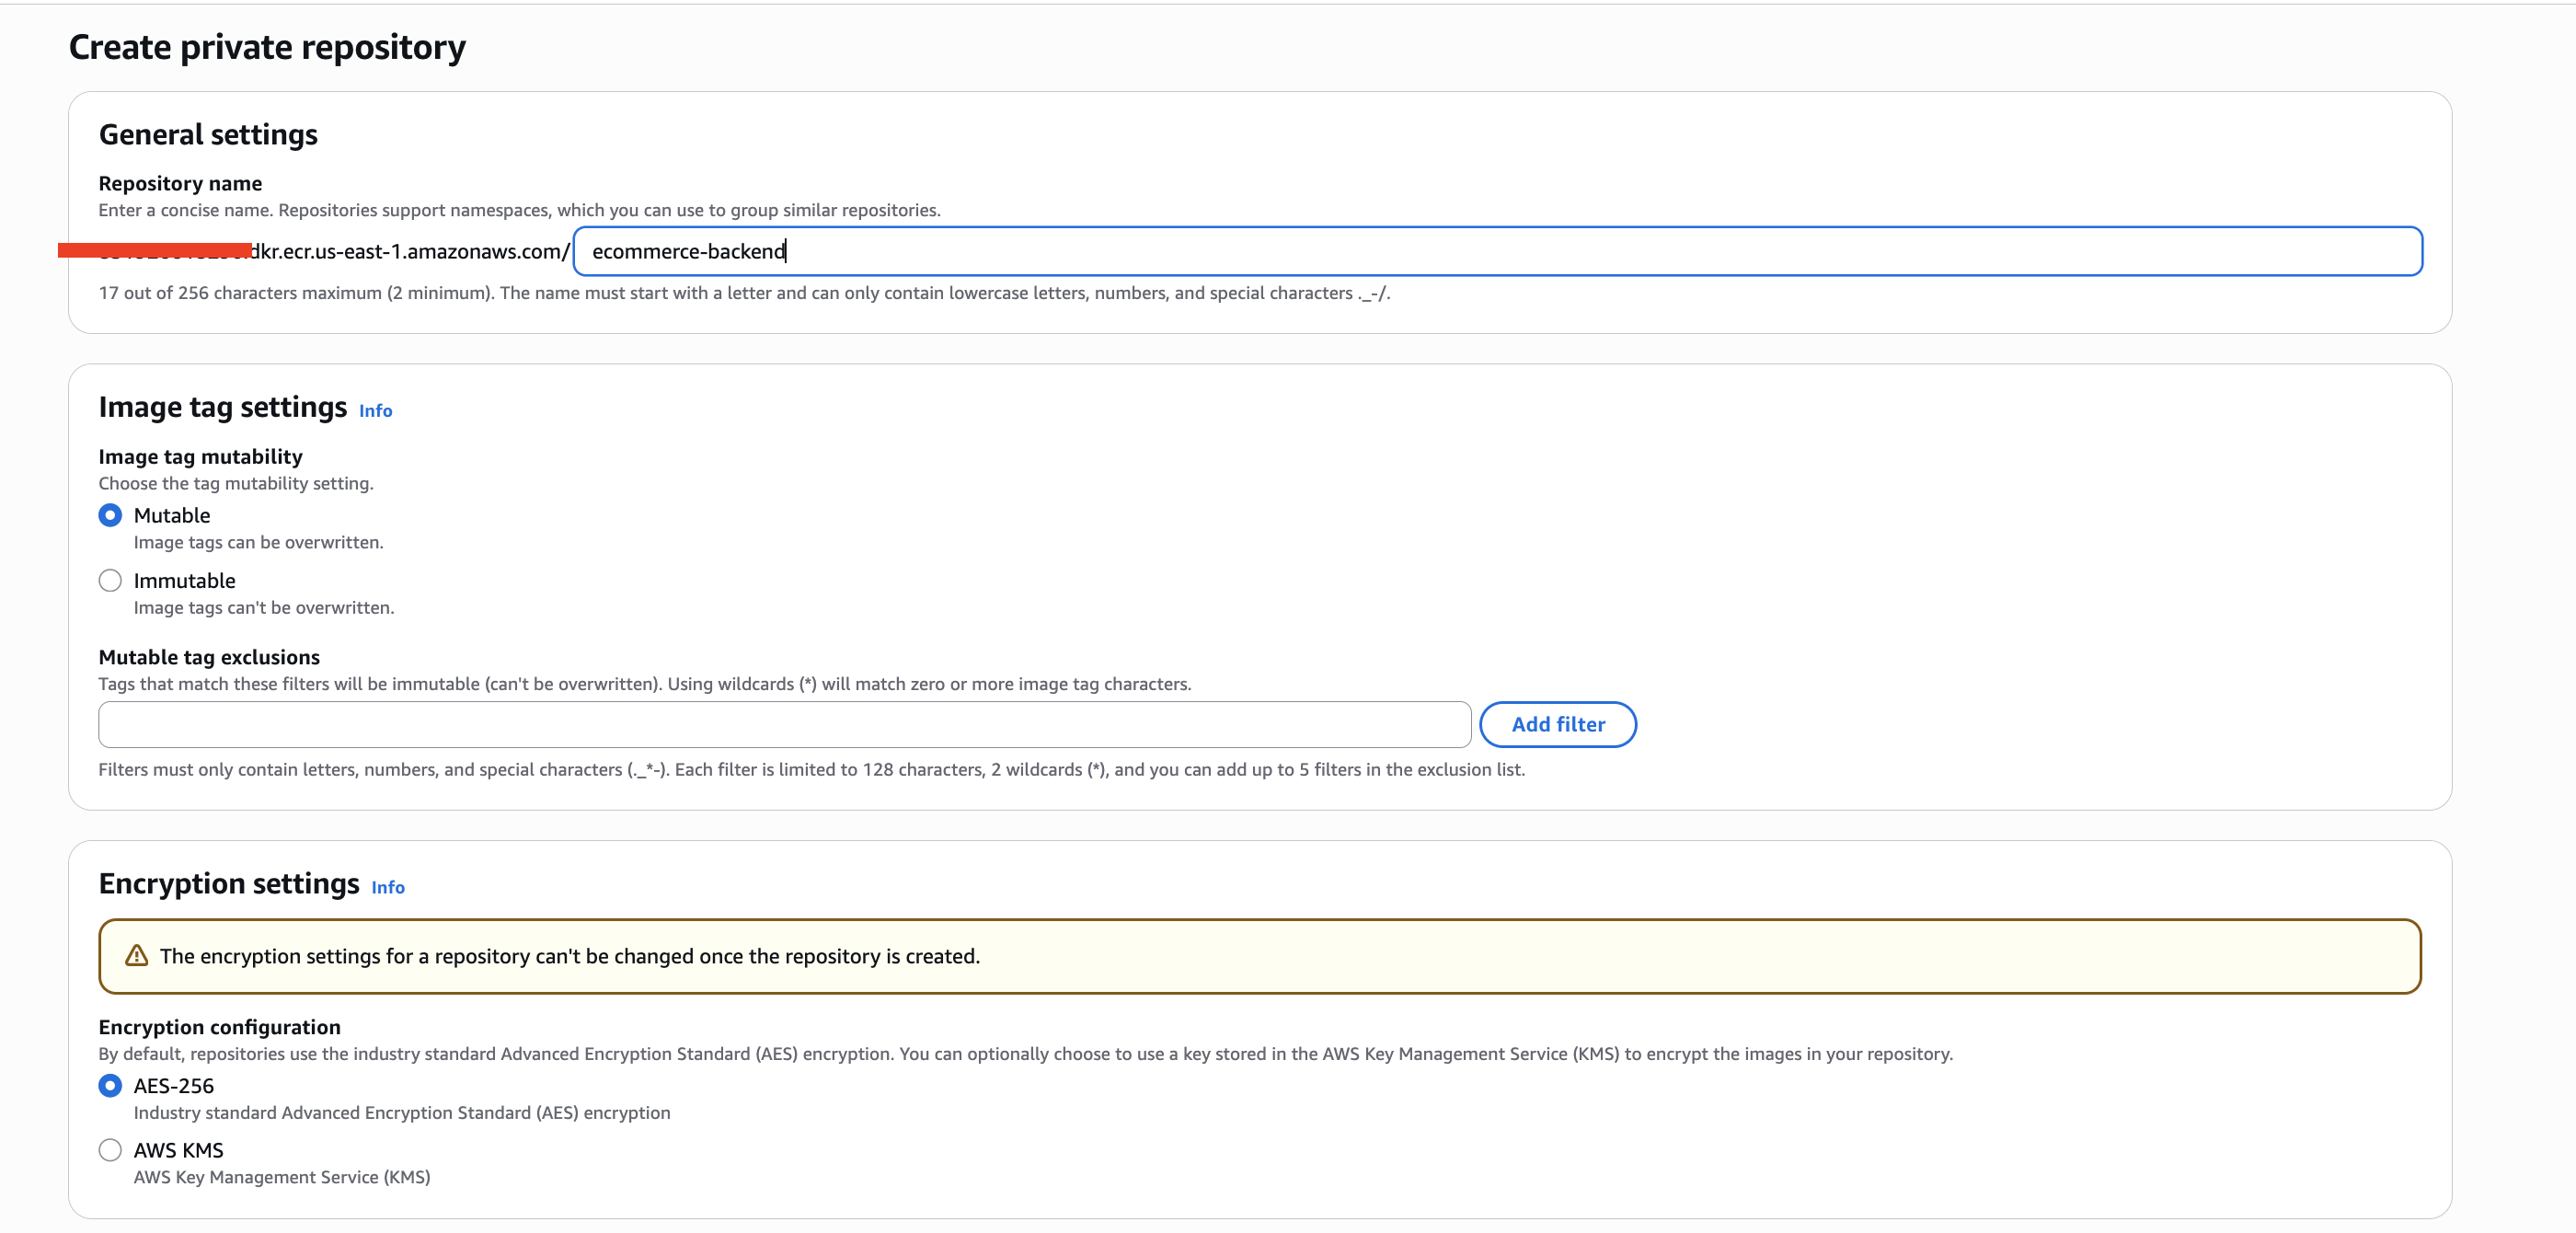 Create private repository
General settings
Repository name
Enter a concise name. Repositories support namespaces, which you can use to group similar repositories.
dkr.ecr.us-east-1.amazonaws.com/ ecommerce-backend
17 out of 256 characters maximum (2 minimum). The name must start with a letter and can only contain lowercase letters, numbers, and special characters ._-/.
Image tag settings Info
Image tag mutability
Choose the tag mutability setting.
Mutable
Image tags can be overwritten.
Immutable
Image tags can't be overwritten.
Mutable tag exclusions
Tags that match these filters will be immutable (can't be overwritten). Using wildcards (*) will match zero or more image tag characters.
Add filter
Filters must only contain letters, numbers, and special characters (._*-). Each filter is limited to 128 characters, 2 wildcards (*), and you can add up to 5 filters in the exclusion list.
Encryption settings Info
The encryption settings for a repository can't be changed once the repository is created.
Encryption configuration
By default, repositories use the industry standard Advanced Encryption Standard (AES) encryption. You can optionally choose to use a key stored in the AWS Key Management Service (KMS) to encrypt the images in your repository.
AES-256
Industry standard Advanced Encryption Standard (AES) encryption
AWS KMS
AWS Key Management Service (KMS)